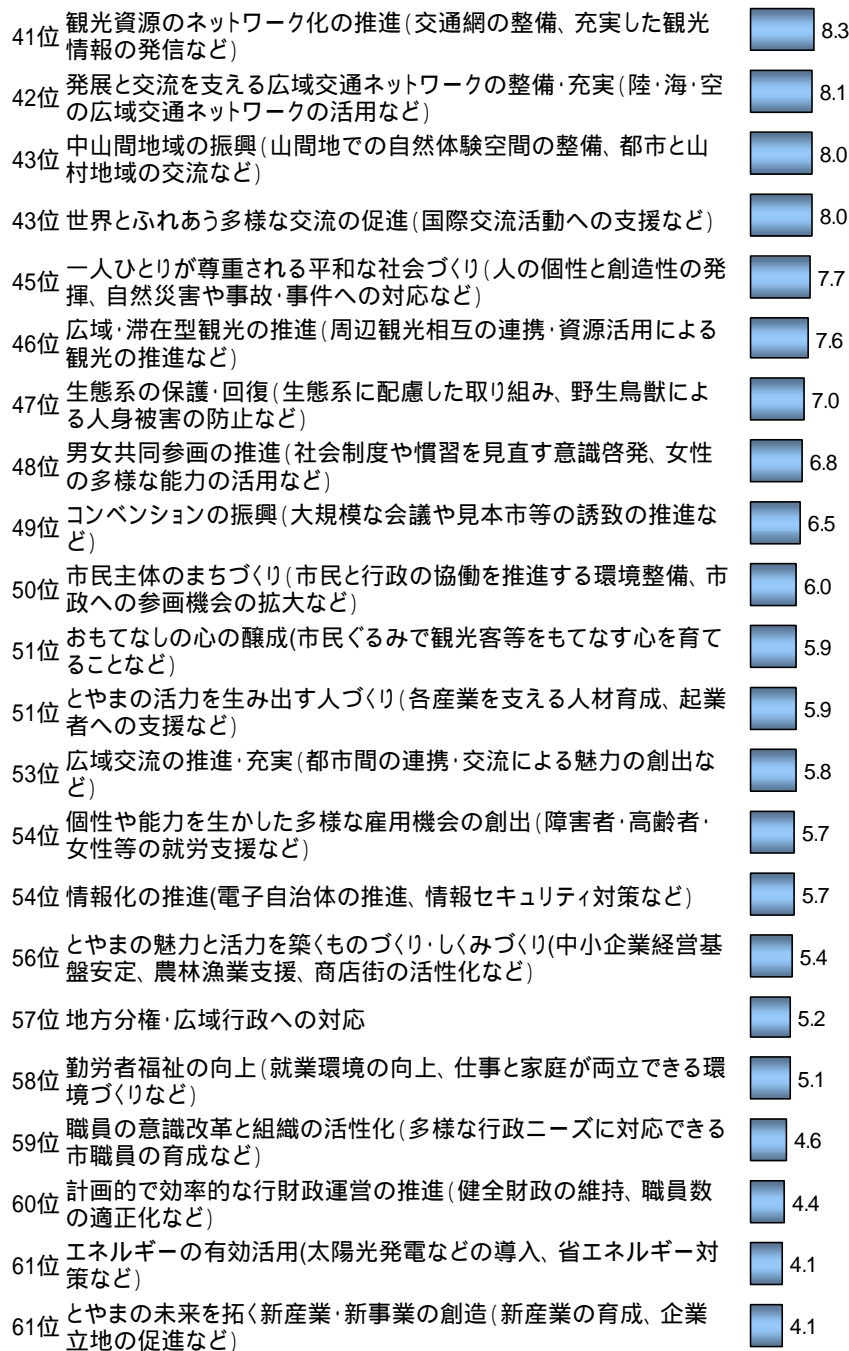 41位 観光資源のネットワーク化の推進(交通網の整備、充実した観光
情報の発信など) 8.3
42位 発展と交流を支える広域交通ネットワークの整備・充実(陸・海・空
の広域交通ネットワークの活用など) 8.1
43位 中山間地域の振興(山間地での自然体験空間の整備、都市と山
村地域の交流など) 8.0
43位 世界とふれあう多様な交流の促進(国際交流活動への支援など) 8.0
45位 一人ひとりが尊重される平和な社会づくり(人の個性と創造性の発
揮、自然災害や事故・事件への対応など) 7.7
46位 広域・滞在型観光の推進(周辺観光相互の連携・資源活用による
観光の推進など) 7.6
47位 生態系の保護・回復(生態系に配慮した取り組み、野生鳥獣によ
る人身被害の防止など) 7.0
48位 男女共同参画の推進(社会制度や慣習を見直す意識啓発、女性
の多様な能力の活用など) 6.8
49位 コンベンションの振興(大規模な会議や見本市等の誘致の推進な
ど) 6.5
50位 市民主体のまちづくり(市民と行政の協働を推進する環境整備、市
政への参画機会の拡大など) 6.0
51位 おもてなしの心の醸成(市民ぐるみで観光客等をもてなす心を育て
ることなど) 5.9
51位 とやまの活力を生み出す人づくり(各産業を支える人材育成、起業
者への支援など) 5.9
53位 広域交流の推進・充実(都市間の連携・交流による魅力の創出な
ど) 5.8
54位 個性や能力を生かした多様な雇用機会の創出(障害者・高齢者・
女性等の就労支援など) 5.7
54位 情報化の推進(電子自治体の推進、情報セキュリティ対策など) 5.7
56位 とやまの魅力と活力を築くものづくり・しくみづくり(中小企業経営基
盤安定、農林漁業支援、商店街の活性化など) 5.4
57位 地方分権・広域行政への対応 5.2
58位 勤労者福祉の向上(就業環境の向上、仕事と家庭が両立できる環
境づくりなど) 5.1
59位 職員の意識改革と組織の活性化(多様な行政ニーズに対応できる
市職員の育成など) 4.6
60位 計画的で効率的な行財政運営の推進(健全財政の維持、職員数
の適正化など) 4.4
61位 エネルギーの有効活用(太陽光発電などの導入、省エネルギー対
策など) 4.1
61位 とやまの未来を拓く新産業・新事業の創造(新産業の育成、企業
立地の促進など) 4.1